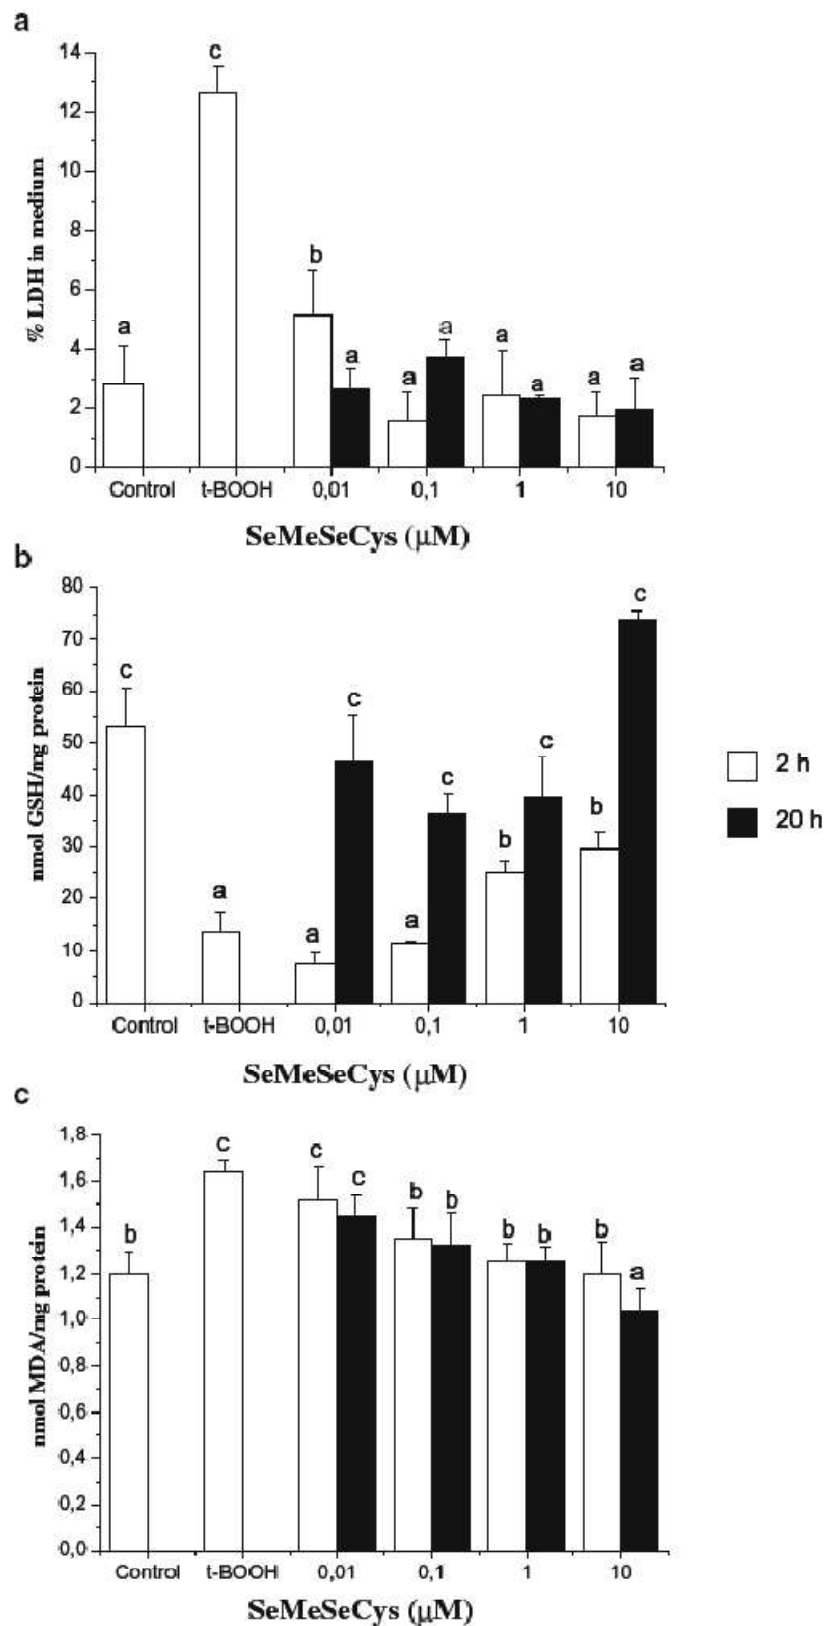 a
14
12
10
8
6
4
2
0
% LDH in medium
a
c
b
a
a
a
a
a
a
a
Control t-BOOH 0,01 0,1 1 10
SeMeSeCys (μM)
b
80
70
60
50
40
30
20
10
0
nmol GSH/mg protein
c
a
a
c
a
c
b
c
b
c
Control t-BOOH 0,01 0,1 1 10
SeMeSeCys (μM)
2 h
20 h
c
1,8
1,6
1,4
1,2
1,0
0,8
0,6
0,4
0,2
0,0
nmol MDA/mg protein
b
c
c
c
b
b
b
b
b
a
Control t-BOOH 0,01 0,1 1 10
SeMeSeCys (μM)